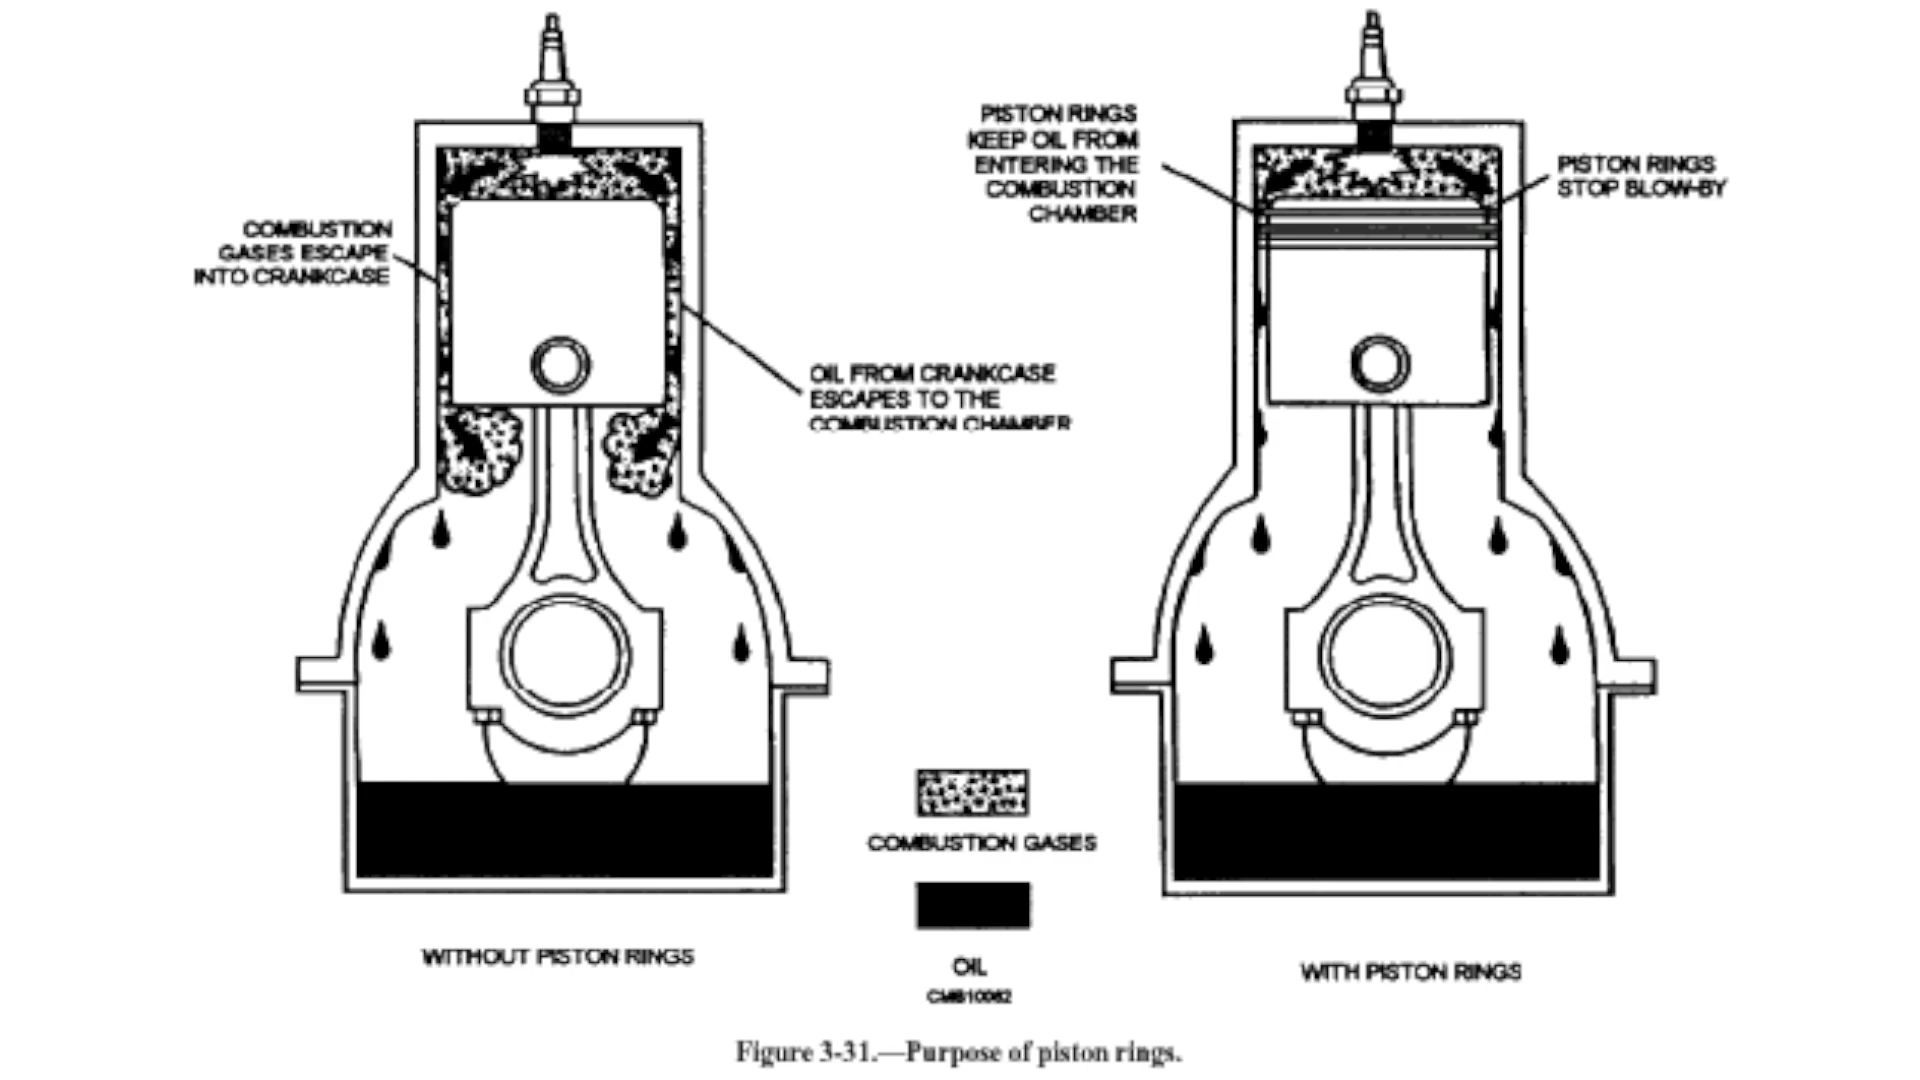 COMBUSTION
GASES ESCAPE
INTO CRANKCASE
OIL FROM CRANKCASE
ESCAPES TO THE
COMBUSTION CHAMBER
WITHOUT PISTON RINGS
PISTON RINGS
KEEP OIL FROM
ENTERING THE
COMBUSTION
CHAMBER
PISTON RINGS
STOP BLOW-BY
COMBUSTION GASES
OIL
WITH PISTON RINGS
Figure 3-31.—Purpose of piston rings.